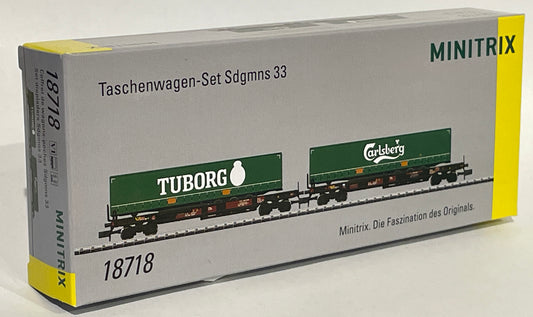 MINITRIX
Taschenwagen-Set Sdgmns 33
TUBORG
Carlsberg
Minitrix. Die Faszination des Originals.
18718
18718
MINITRIX